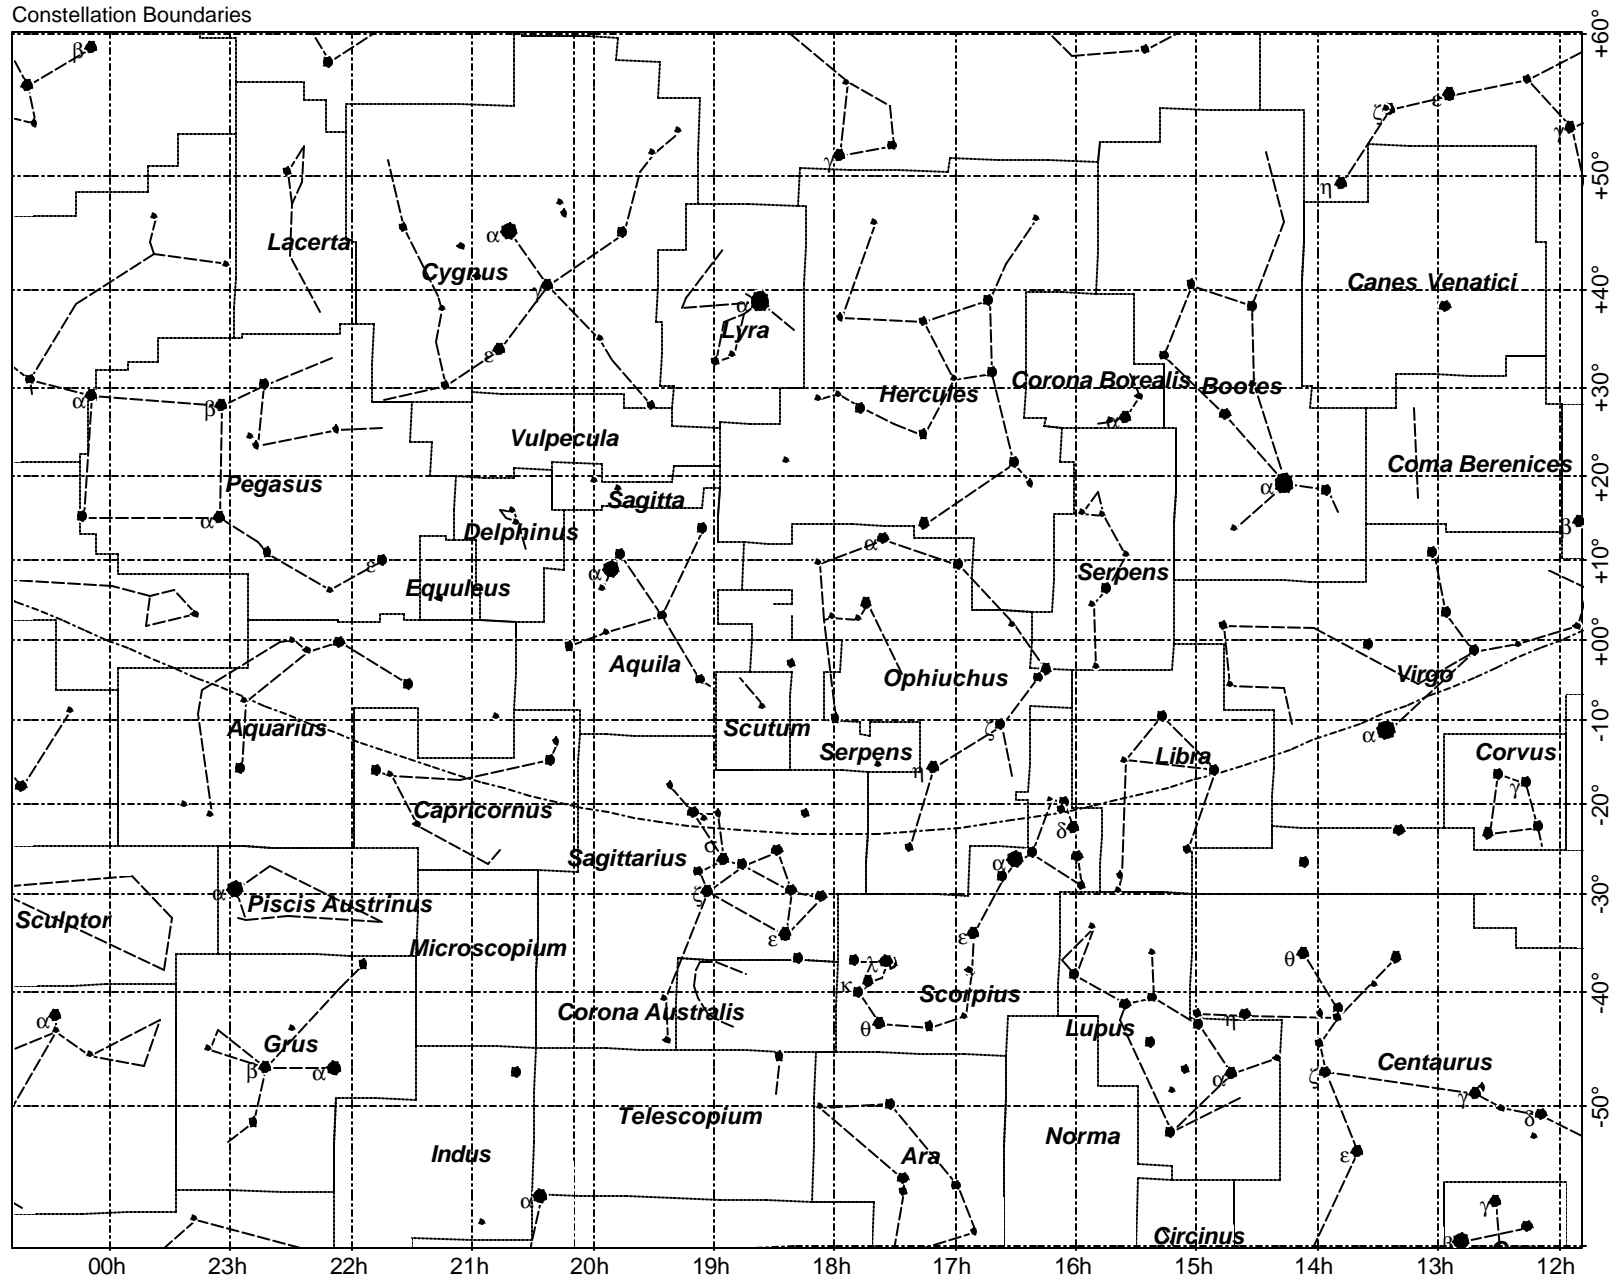 Constellation Boundaries
+60°
β
ε
ζ
γ
γ
η
+50°
α
Lacerta
Cygnus
γ
Canes Venatici
+40°
α
Lyra
ε
Hercules
Corona Borealis
Bootes
+30°
α
β
α
Vulpecula
Coma Berenices
+20°
Pegasus
Sagitta
α
α
Delphinus
β
α
ε
α
Serpens
+10°
Equuleus
+00°
Aquila
Ophiuchus
Virgo
Aquarius
Scutum
ζ
α
-10°
Serpens
η
Libra
Corvus
γ
Capricornus
-20°
δ
σ
Sagittarius
α
α
Piscis Austrinus
ζ
-30°
Sculptor
ε
ε
Microscopium
λ
θ
κ
Scorpius
-40°
Corona Australis
α
θ
Lupus
η
Grus
β
α
α
ζ
Centaurus
γ
-50°
Telescopium
δ
Norma
Indus
Ara
ε
α
γ
Circinus
β
00h 23h 22h 21h 20h 19h 18h 17h 16h 15h 14h 13h 12h